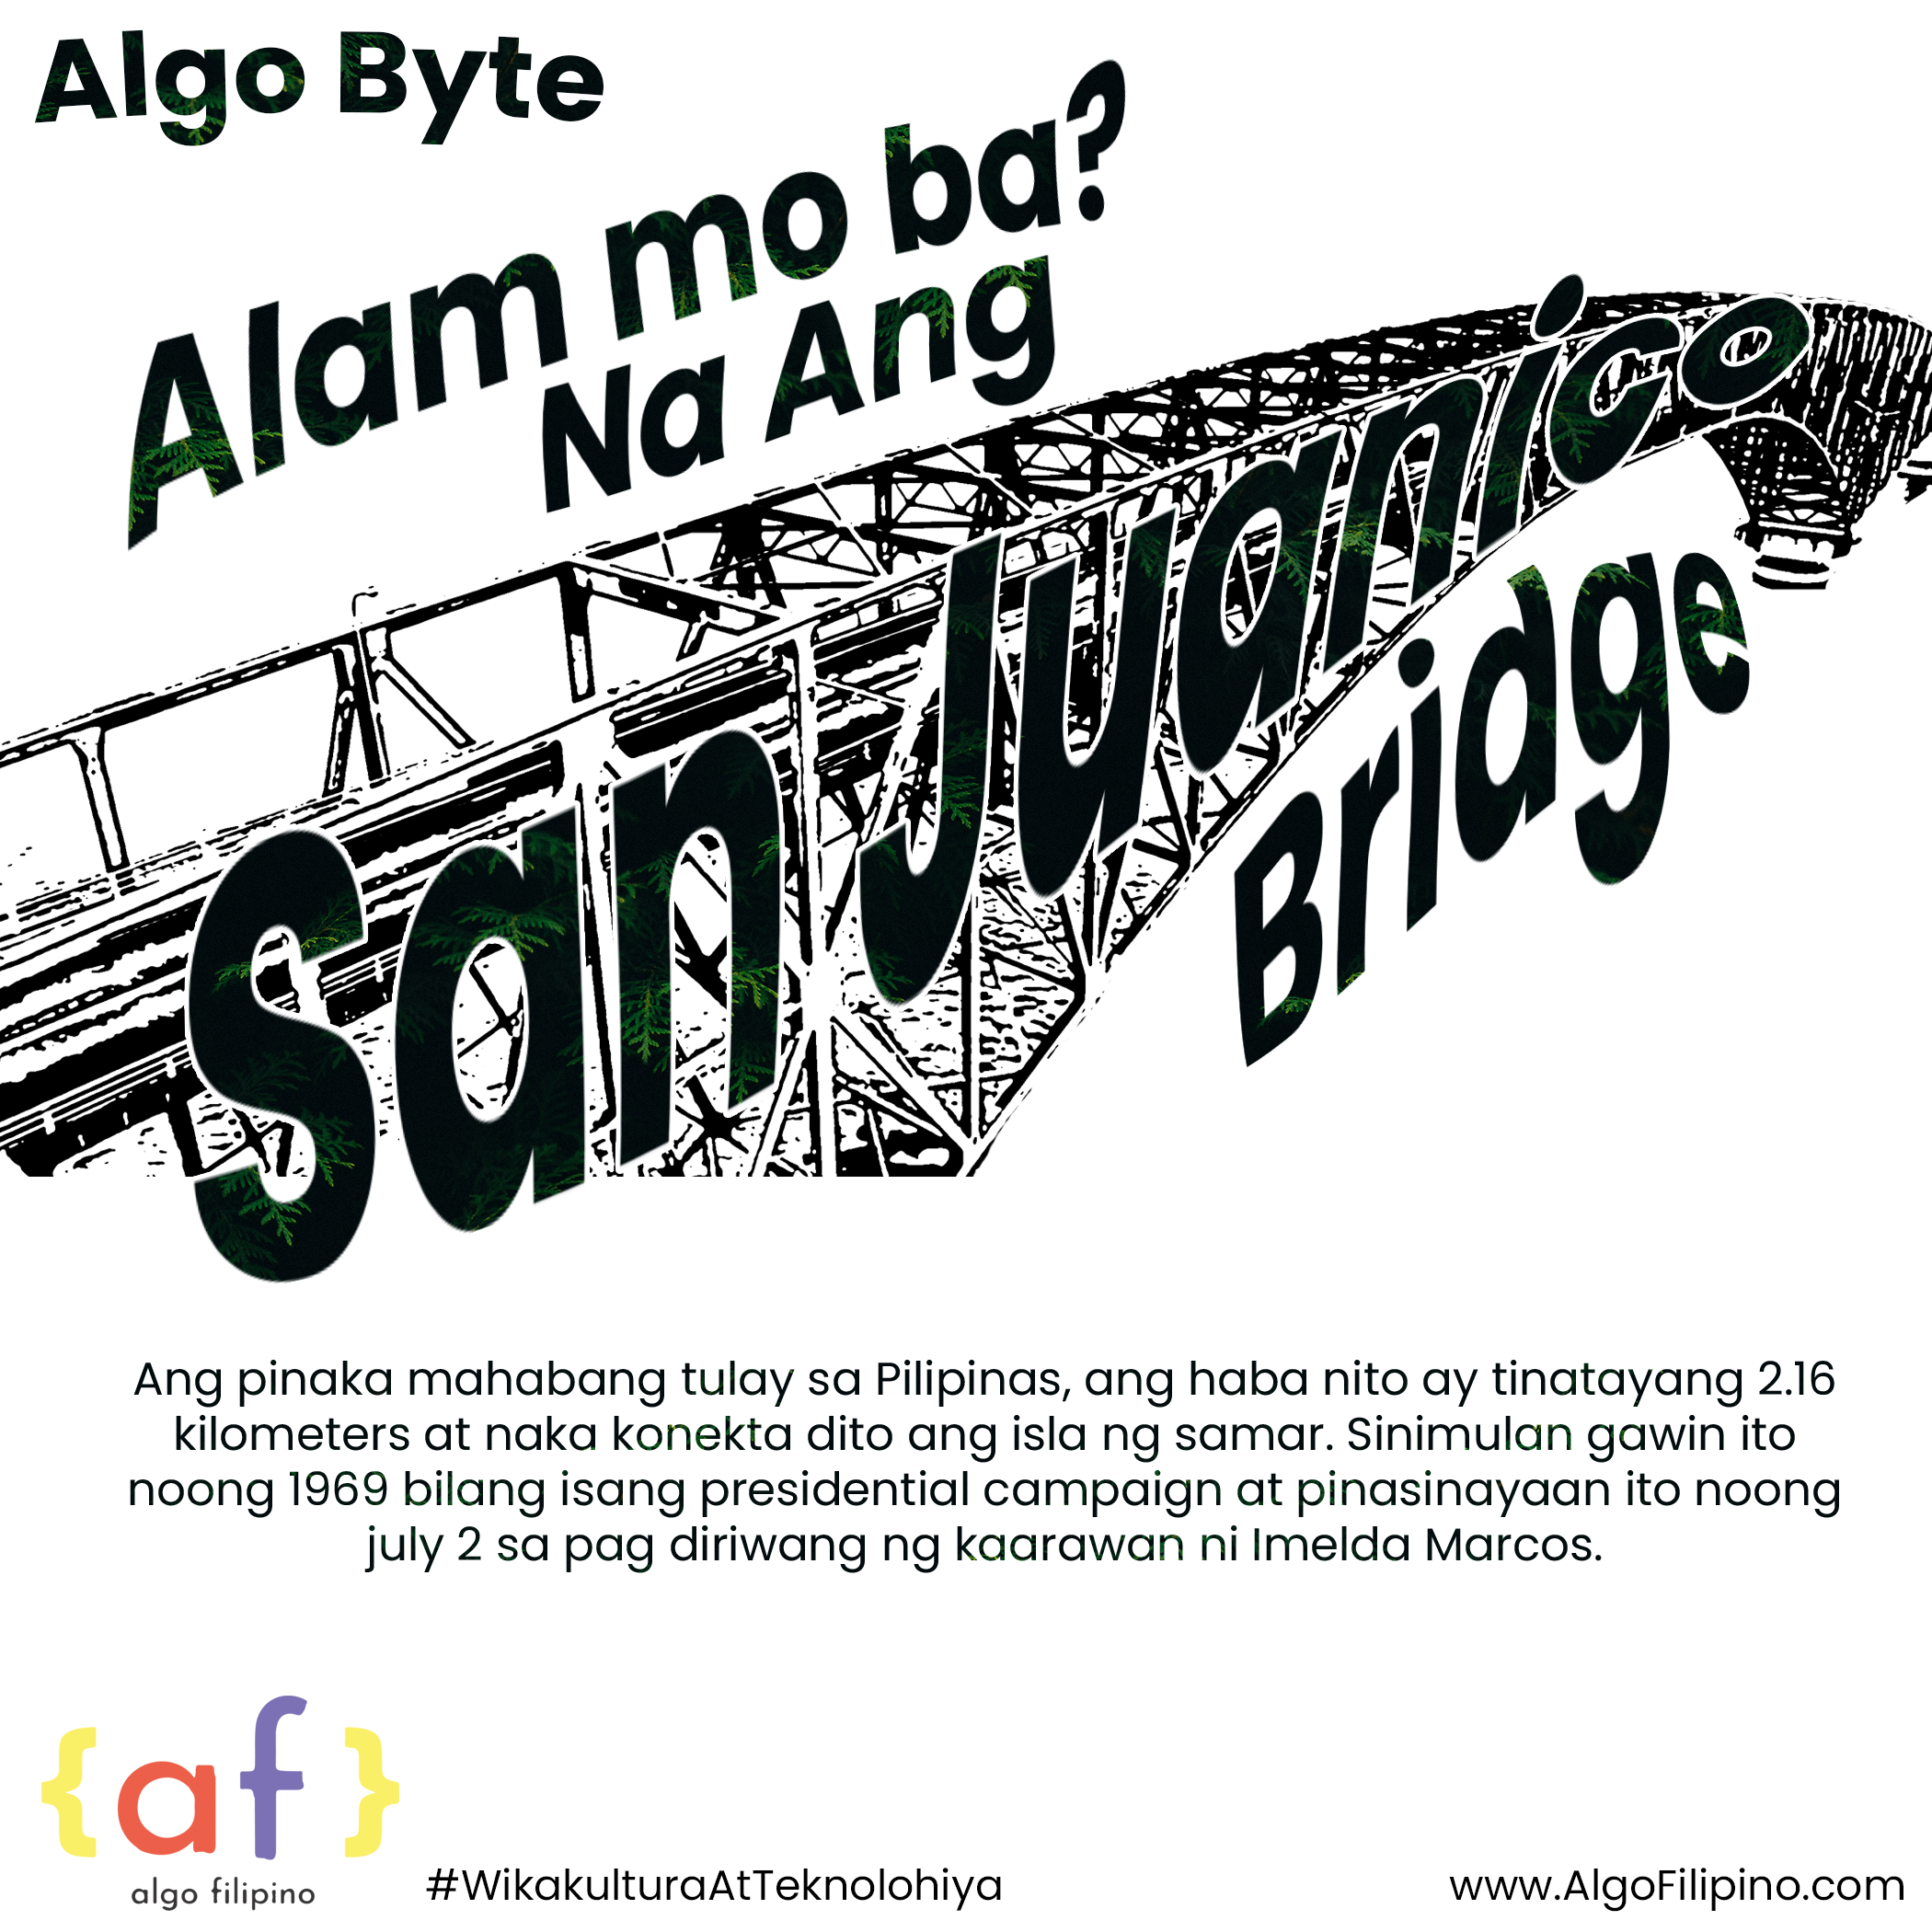 Algo Byte
Alam mo ba?
Na Ang
San Juanico
Bridge
Ang pinaka mahabang tulay sa Pilipinas, ang haba nito ay tinatayang 2.16
kilometers at naka konekta dito ang isla ng samar. Sinimulan gawin ito
noong 1969 bilang isang presidential campaign at pinasinayaan ito noong
july 2 sa pag diriwang ng kaarawan ni Imelda Marcos.
{af}
algo filipino
#WikakulturaAtTeknolohiya
www.AlgoFilipino.com